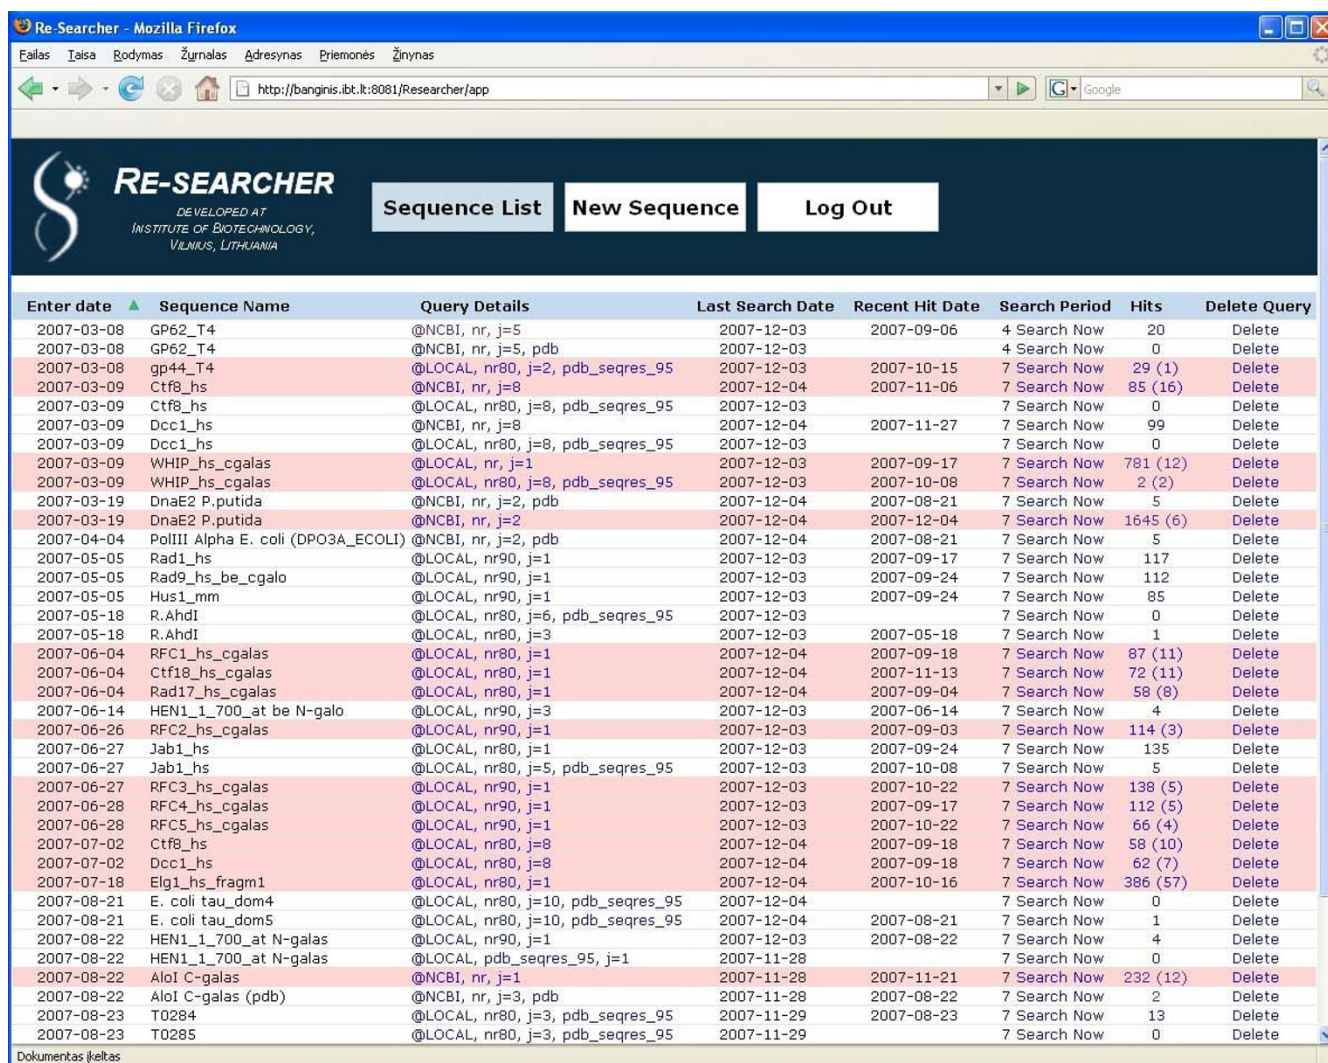 Re-Searcher - Mozilla Firefox
Failas Taisa Rodymas Žurnalas Adresynas Priemonės Žinynas
http://banginis.ibt.lt:8081/Researcher/app G Google
RE-SEARCHER
DEVELOPED AT
INSTITUTE OF BIOTECHNOLOGY,
VILNIUS, LITHUANIA
Sequence List New Sequence Log Out
Enter date Sequence Name Query Details Last Search Date Recent Hit Date Search Period Hits Delete Query
2007-03-08 GP62_T4 @NCBI, nr, j=5 2007-12-03 2007-09-06 4 Search Now 20 Delete
2007-03-08 GP62_T4 @NCBI, nr, j=5, pdb 2007-12-03 4 Search Now 0 Delete
2007-03-08 gp44_T4 @LOCAL, nr80, j=2, pdb_seqres_95 2007-12-03 2007-10-15 7 Search Now 29 (1) Delete
2007-03-09 Ctf8_hs @NCBI, nr, j=8 2007-12-04 2007-11-06 7 Search Now 85 (16) Delete
2007-03-09 Ctf8_hs @LOCAL, nr80, j=8, pdb_seqres_95 2007-12-03 7 Search Now 0 Delete
2007-03-09 Dcc1_hs @NCBI, nr, j=8 2007-12-04 2007-11-27 7 Search Now 99 Delete
2007-03-09 Dcc1_hs @LOCAL, nr80, j=8, pdb_seqres_95 2007-12-03 7 Search Now 0 Delete
2007-03-09 WHIP_hs_cgalas @LOCAL, nr, j=1 2007-12-03 2007-09-17 7 Search Now 781 (12) Delete
2007-03-09 WHIP_hs_cgalas @LOCAL, nr80, j=8, pdb_seqres_95 2007-12-03 2007-10-08 7 Search Now 2 (2) Delete
2007-03-19 DnaE2 P.putida @NCBI, nr, j=2, pdb 2007-12-04 2007-08-21 7 Search Now 5 Delete
2007-03-19 DnaE2 P.putida @NCBI, nr, j=2 2007-12-04 2007-12-04 7 Search Now 1645 (6) Delete
2007-04-04 PolIII Alpha E. coli (DPO3A_ECOLI) @NCBI, nr, j=2, pdb 2007-12-04 2007-08-21 7 Search Now 5 Delete
2007-05-05 Rad1_hs @LOCAL, nr90, j=1 2007-12-03 2007-09-17 7 Search Now 117 Delete
2007-05-05 Rad9_hs_be_cgalo @LOCAL, nr90, j=1 2007-12-03 2007-09-24 7 Search Now 112 Delete
2007-05-05 Hus1_mm @LOCAL, nr90, j=1 2007-12-03 2007-09-24 7 Search Now 85 Delete
2007-05-18 R.AhdI @LOCAL, nr80, j=6, pdb_seqres_95 2007-12-03 7 Search Now 0 Delete
2007-05-18 R.AhdI @LOCAL, nr80, j=3 2007-12-03 2007-05-18 7 Search Now 1 Delete
2007-06-04 RFC1_hs_cgalas @LOCAL, nr80, j=1 2007-12-04 2007-09-18 7 Search Now 87 (11) Delete
2007-06-04 Ctf18_hs_cgalas @LOCAL, nr80, j=1 2007-12-04 2007-11-13 7 Search Now 72 (11) Delete
2007-06-04 Rad17_hs_cgalas @LOCAL, nr80, j=1 2007-12-04 2007-09-04 7 Search Now 58 (8) Delete
2007-06-14 HEN1_1_700_at be N-galo @LOCAL, nr90, j=3 2007-12-04 2007-06-14 7 Search Now 4 Delete
2007-06-26 RFC2_hs_cgalas @LOCAL, nr90, j=1 2007-12-03 2007-09-03 7 Search Now 114 (3) Delete
2007-06-27 Jab1_hs @LOCAL, nr80, j=1 2007-12-03 2007-09-24 7 Search Now 135 Delete
2007-06-27 Jab1_hs @LOCAL, nr80, j=5, pdb_seqres_95 2007-12-03 2007-10-08 7 Search Now 5 Delete
2007-06-27 RFC3_hs_cgalas @LOCAL, nr90, j=1 2007-12-03 2007-10-22 7 Search Now 138 (5) Delete
2007-06-28 RFC4_hs_cgalas @LOCAL, nr90, j=1 2007-12-03 2007-09-17 7 Search Now 112 (5) Delete
2007-06-28 RFC5_hs_cgalas @LOCAL, nr90, j=1 2007-12-03 2007-10-22 7 Search Now 66 (4) Delete
2007-07-02 Ctf8_hs @LOCAL, nr80, j=8 2007-12-04 2007-09-18 7 Search Now 58 (10) Delete
2007-07-02 Dcc1_hs @LOCAL, nr80, j=8 2007-12-04 2007-09-18 7 Search Now 62 (7) Delete
2007-07-18 Elg1_hs_fragm1 @LOCAL, nr80, j=1 2007-12-04 2007-10-16 7 Search Now 386 (57) Delete
2007-08-21 E. coli tau_dom4 @LOCAL, nr80, j=10, pdb_seqres_95 2007-12-04 7 Search Now 0 Delete
2007-08-21 E. coli tau_dom5 @LOCAL, nr80, j=10, pdb_seqres_95 2007-12-04 2007-08-21 7 Search Now 1 Delete
2007-08-22 HEN1_1_700_at N-galas @LOCAL, nr90, j=1 2007-12-03 2007-08-22 7 Search Now 4 Delete
2007-08-22 HEN1_1_700_at N-galas @LOCAL, pdb_seqres_95, j=1 2007-11-28 7 Search Now 0 Delete
2007-08-22 AloI C-galas @NCBI, nr, j=1 2007-11-28 2007-11-21 7 Search Now 232 (12) Delete
2007-08-22 AloI C-galas (pdb) @NCBI, nr, j=3, pdb 2007-11-28 2007-08-22 7 Search Now 2 Delete
2007-08-23 T0284 @LOCAL, nr80, j=3, pdb_seqres_95 2007-11-29 2007-08-23 7 Search Now 13 Delete
2007-08-23 T0285 @LOCAL, nr80, j=3, pdb_seqres_95 2007-11-29 7 Search Now 0 Delete
Dokumentas įkeltas